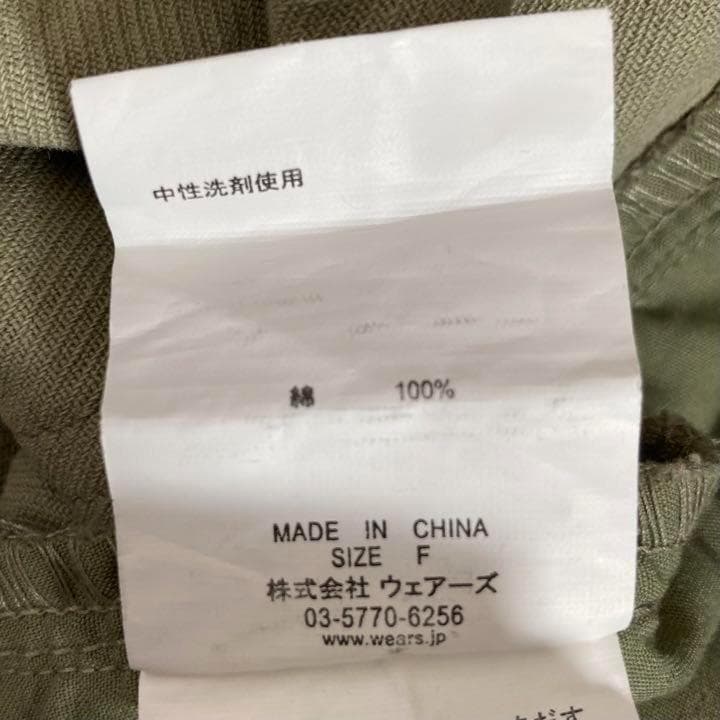 中性洗剤使用
綿 100%
MADE IN CHINA
SIZE F
株式会社 ウェアーズ
03-5770-6256
www.wears.jp